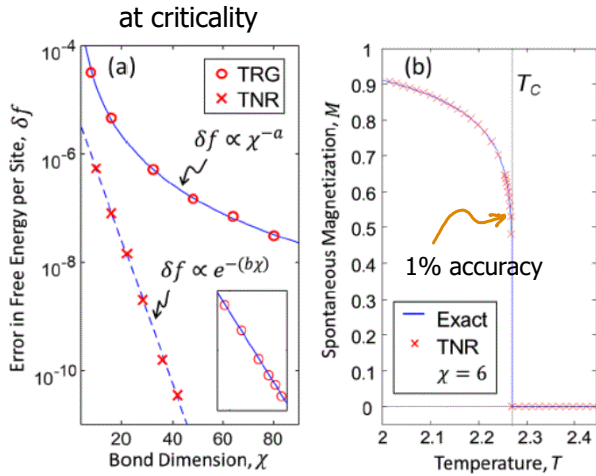 at criticality
(a)
TRG
TNR
δf ∝ χ^{-a}
δf ∝ e^{-(bχ)}
Error in Free Energy per Site, δf
10^{-4}
10^{-6}
10^{-8}
10^{-10}
20
40
60
80
Bond Dimension, χ
(b)
T_C
1% accuracy
Exact
TNR
χ = 6
Spontaneous Magnetization, M
1
0.9
0.8
0.7
0.6
0.5
0.4
0.3
0.2
0.1
0
2
2.1
2.2
2.3
2.4
Temperature, T